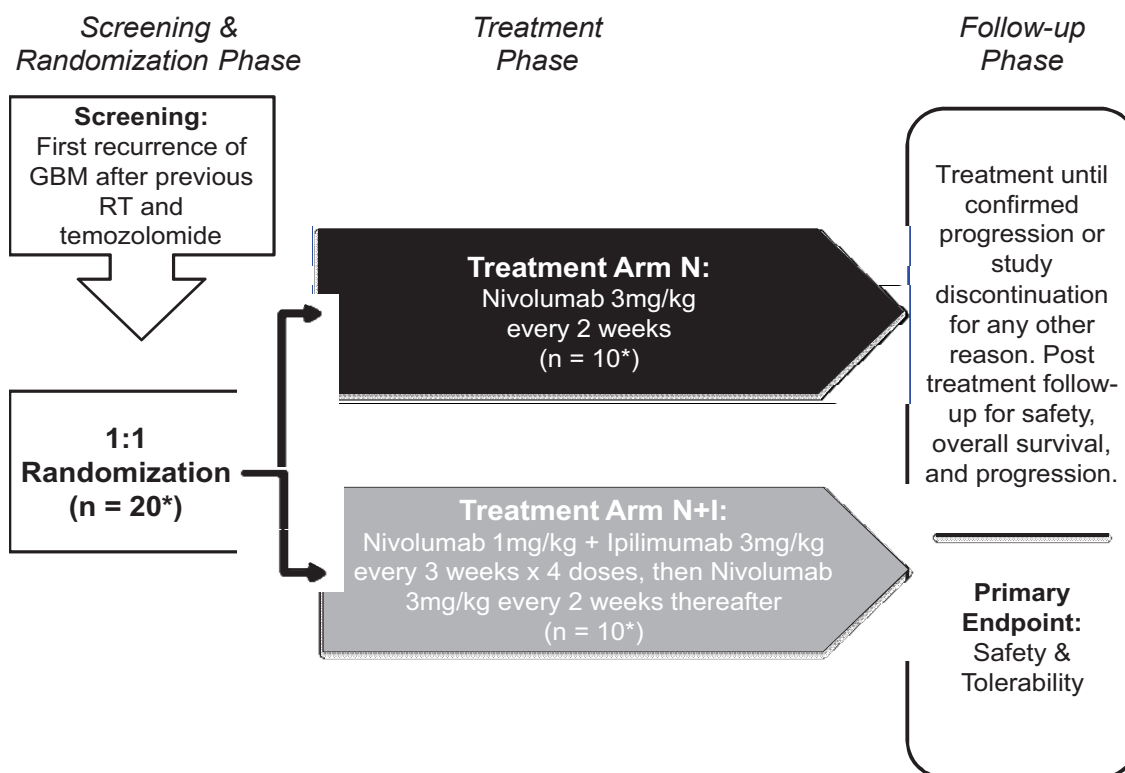 Screening &
Randomization Phase
Treatment
Phase
Follow-up
Phase
Screening:
First recurrence of
GBM after previous
RT and
temozolomide
1:1
Randomization
(n = 20*)
Treatment Arm N:
Nivolumab 3mg/kg
every 2 weeks
(n = 10*)
Treatment Arm N+I:
Nivolumab 1mg/kg + Ipilimumab 3mg/kg
every 3 weeks x 4 doses, then Nivolumab
3mg/kg every 2 weeks thereafter
(n = 10*)
Treatment until
confirmed
progression or
study
discontinuation
for any other
reason. Post
treatment follow-
up for safety,
overall survival,
and progression.
Primary
Endpoint:
Safety &
Tolerability